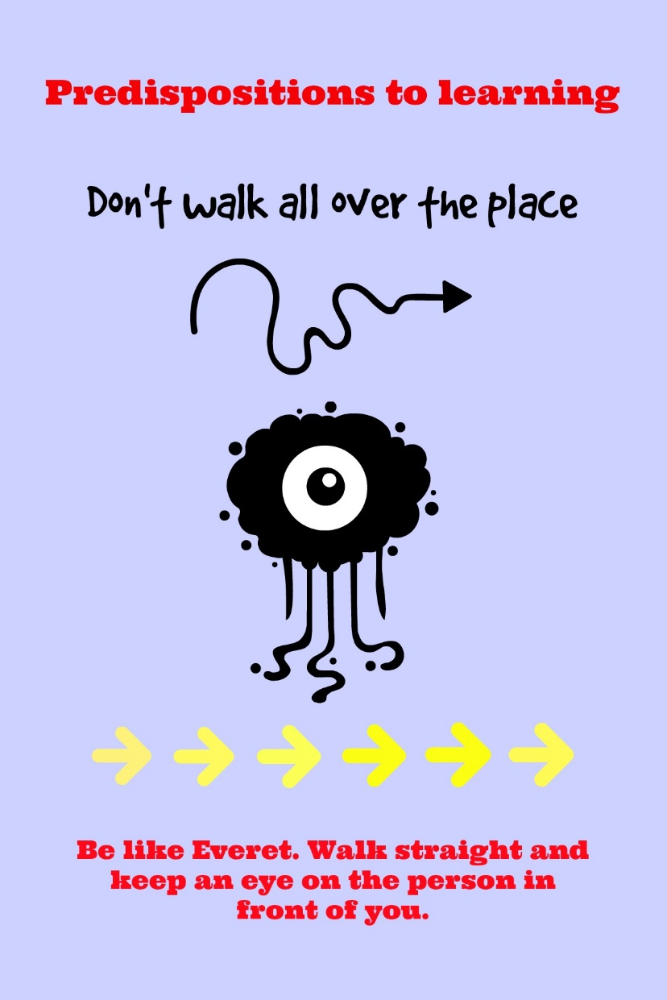 Predispositions to learning
Don't walk all over the place
Be like Everet. Walk straight and
keep an eye on the person in
front of you.